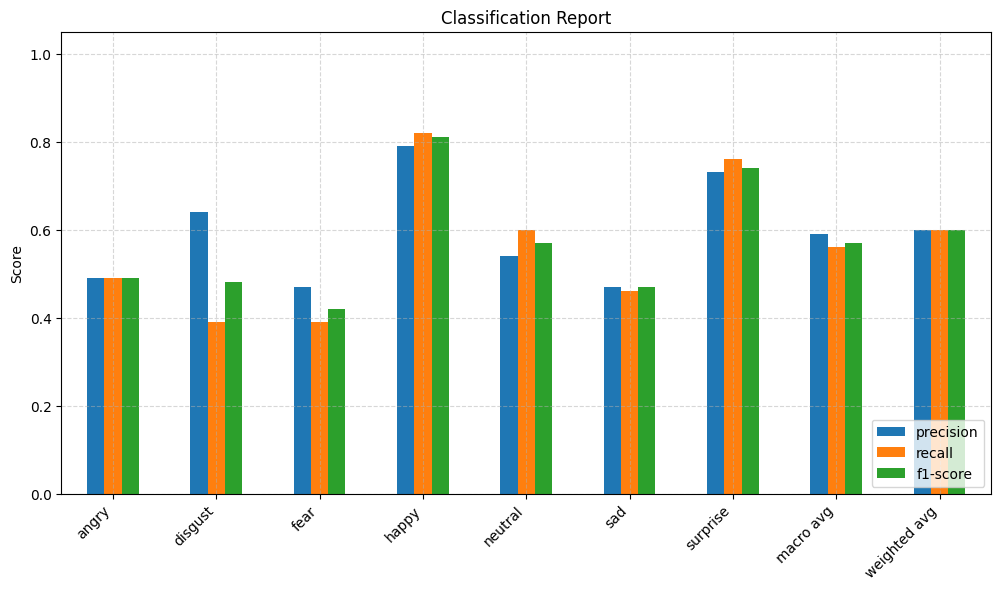 Classification Report
Score
1.0
0.8
0.6
0.4
0.2
0.0
angry
disgust
fear
happy
neutral
sad
surprise
macro avg
weighted avg
precision
recall
f1-score